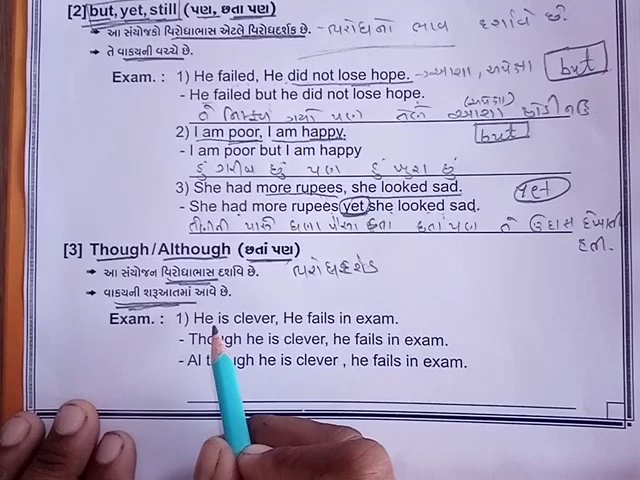 [2] but, yet, still (પણ, છતા પણ)
→ આ સંયોજકો વિરોધાભાસ એટલે વિરોધદર્શક છે. - વિરોધનો ભાવ દર્શાવે છે.
→ તે વાકયની વચ્ચે છે.
Exam. : 1) He failed, He did not lose hope. - આશા, અપેક્ષા but
- He failed but he did not lose hope.
(અપેક્ષા)
તે ગયો પણ તેણે આશા છોડી નહી
2) I am poor, I am happy. but
- I am poor but I am happy
હું ગરીબ છું પણ હું ખુશ છું
3) She had more rupees, she looked sad. yet
- She had more rupees yet she looked sad.
તેણીની પાસે ઘણા પૈસા હતા છતાંપણ તે ઉદાસ દેખાતી હતી.
[3] Though/Although (છતાં પણ)
→ આ સંયોજન વિરોધાભાસ દર્શાવે છે.
→ વાકયની શરૂઆતમાં આવે છે.
Exam. : 1) He is clever, He fails in exam.
- Though he is clever, he fails in exam.
- Although he is clever , he fails in exam.